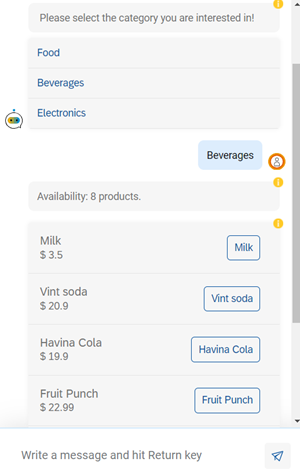 Please select the category you are interested in!
Food
Beverages
Electronics
Beverages
Availability: 8 products.
Milk
$ 3.5
Milk
Vint soda
$ 20.9
Vint soda
Havina Cola
$ 19.9
Havina Cola
Fruit Punch
$ 22.99
Fruit Punch
Write a message and hit Return key